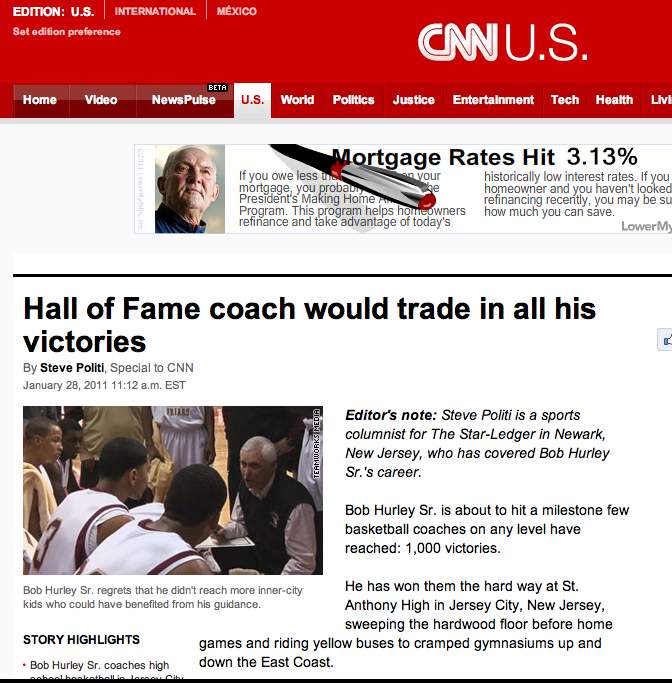 EDITION: U.S. INTERNATIONAL MÉXICO
Set edition preference
CNN U.S.
BETA
Home Video NewsPulse U.S. World Politics Justice Entertainment Tech Health Livi
©2011 LowerMyBills, Inc.
Mortgage Rates Hit 3.13%
If you owe less on your
mortgage, you probably be
President's Making Home
Program. This program helps homeowners
refinance and take advantage of today's
historically low interest rates. If you
homeowner and you haven't looked
refinancing recently, you may be su
how much you can save.
LowerMy
Hall of Fame coach would trade in all his
victories
By Steve Politi, Special to CNN
January 28, 2011 11:12 a.m. EST
FRIARS
TEAMWORKS MEDIA
3
Bob Hurley Sr. regrets that he didn't reach more inner-city
kids who could have benefited from his guidance.
STORY HIGHLIGHTS
• Bob Hurley Sr. coaches high
school basketball in Jersey City
Editor's note: Steve Politi is a sports
columnist for The Star-Ledger in Newark,
New Jersey, who has covered Bob Hurley
Sr.'s career.
Bob Hurley Sr. is about to hit a milestone few
basketball coaches on any level have
reached: 1,000 victories.
He has won them the hard way at St.
Anthony High in Jersey City, New Jersey,
sweeping the hardwood floor before home
games and riding yellow buses to cramped gymnasiums up and
down the East Coast.